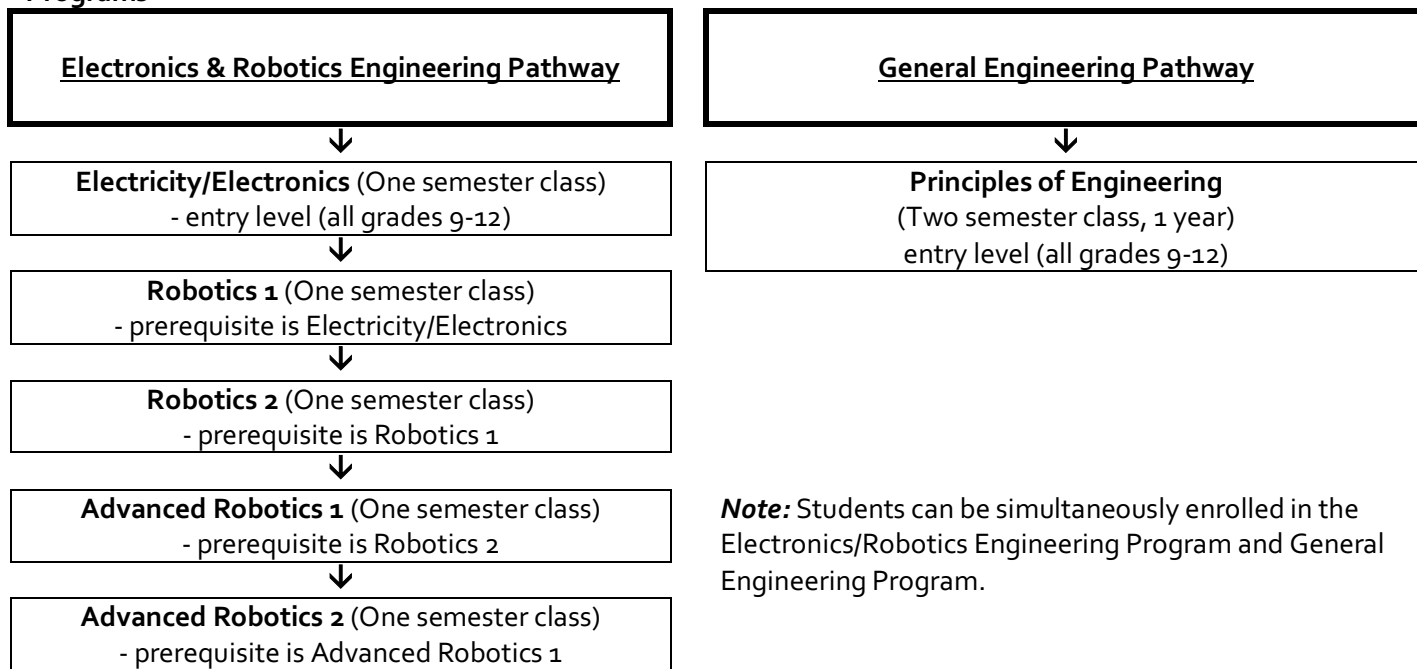 Programs
Electronics & Robotics Engineering Pathway
↓
Electricity/Electronics (One semester class)
- entry level (all grades 9-12)
↓
Robotics 1 (One semester class)
- prerequisite is Electricity/Electronics
↓
Robotics 2 (One semester class)
- prerequisite is Robotics 1
↓
Advanced Robotics 1 (One semester class)
- prerequisite is Robotics 2
↓
Advanced Robotics 2 (One semester class)
- prerequisite is Advanced Robotics 1
General Engineering Pathway
↓
Principles of Engineering
(Two semester class, 1 year)
entry level (all grades 9-12)
Note: Students can be simultaneously enrolled in the
Electronics/Robotics Engineering Program and General
Engineering Program.